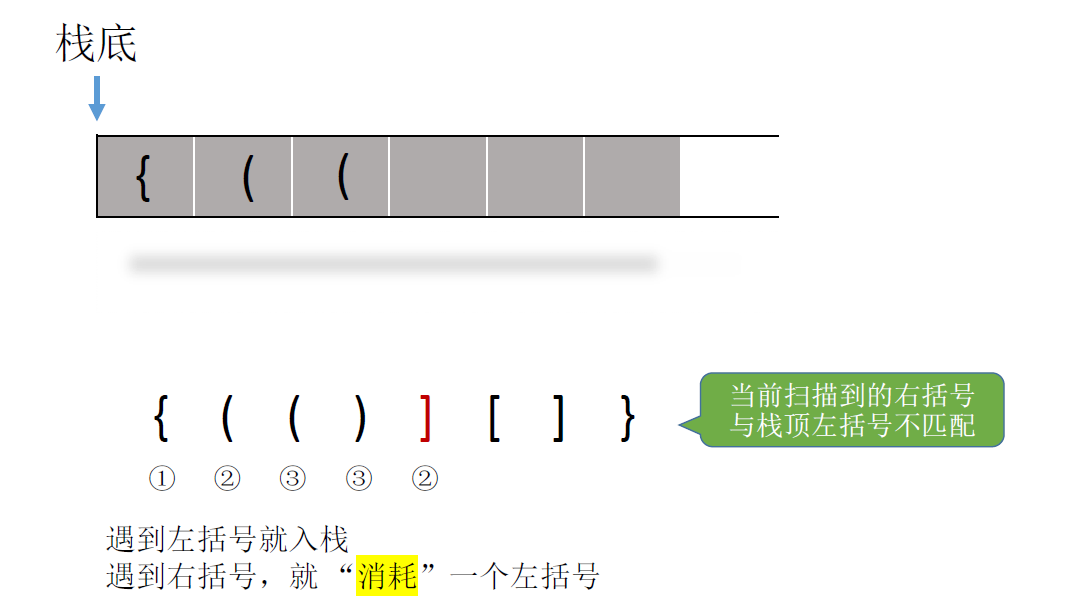 栈底
{ ( (
{ ( ( ) ] [ ] }
当前扫描到的右括号
与栈顶左括号不匹配
① ② ③ ③ ②
遇到左括号就入栈
遇到右括号，就“消耗”一个左括号